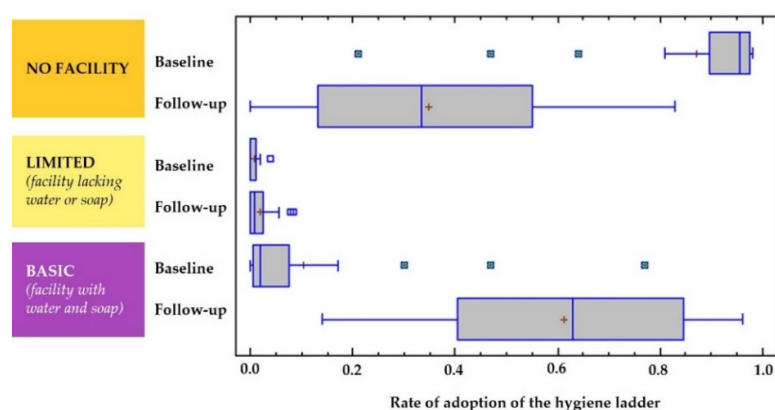 NO FACILITY
Baseline
Follow-up
LIMITED
(facility lacking
water or soap)
Baseline
Follow-up
BASIC
(facility with
water and soap)
Baseline
Follow-up
0.0 0.2 0.4 0.6 0.8 1.0
Rate of adoption of the hygiene ladder